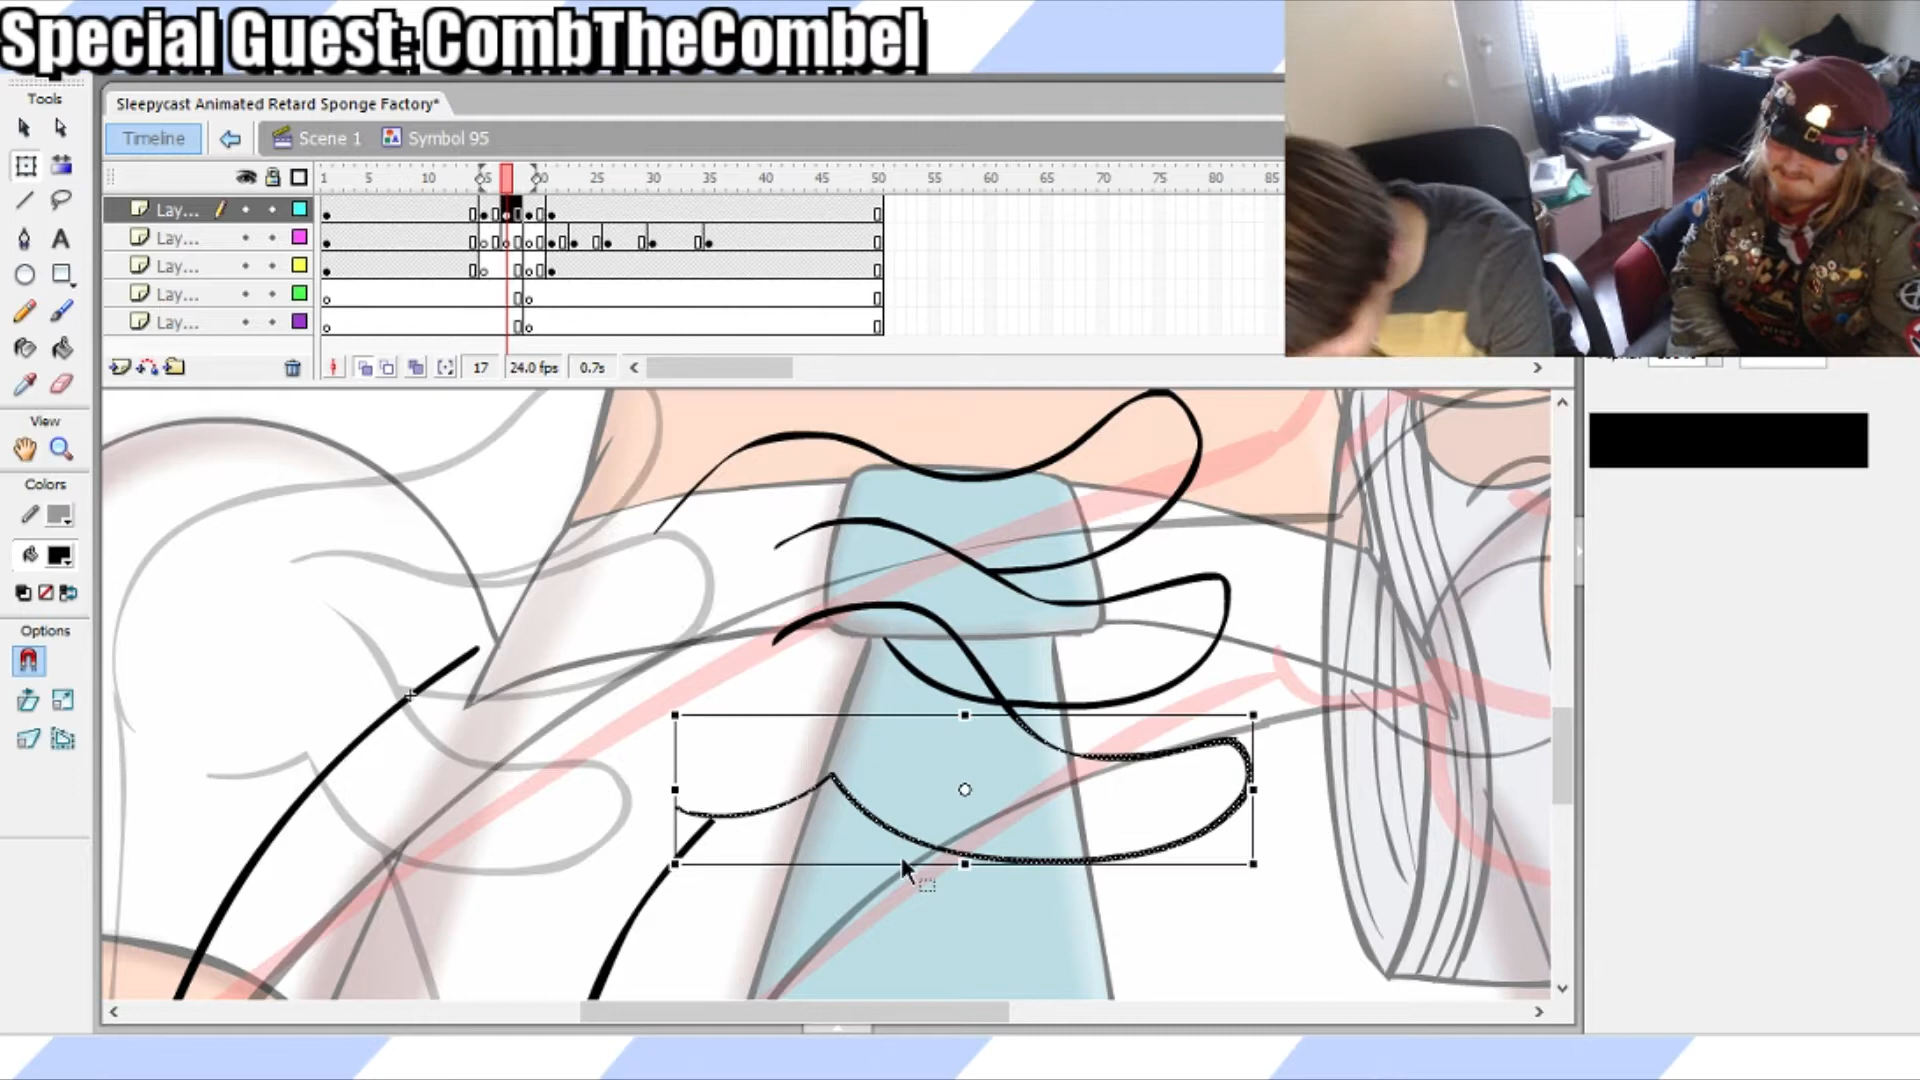 Special Guest: CombTheCombel
Tools
Sleepycast Animated Retard Sponge Factory*
Timeline
Scene 1
Symbol 95
1 5 10 15 20 25 30 35 40 45 50 55 60 65 70 75 80 85
Lay...
Lay...
Lay...
Lay...
Lay...
17 24.0 fps 0.7s
View
Colors
Options